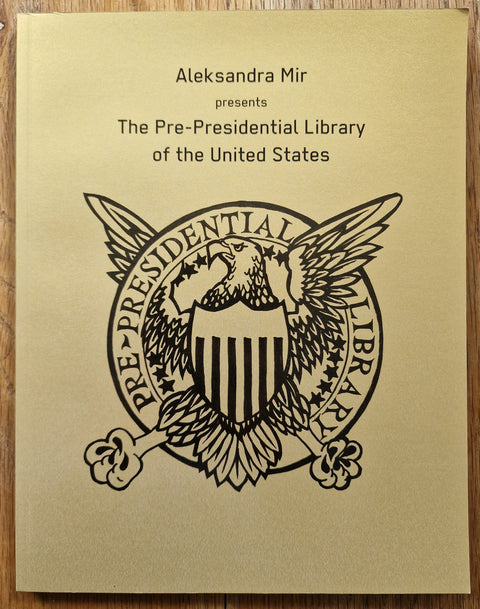 Aleksandra Mir
presents
The Pre-Presidential Library
of the United States
PRE-PRESIDENTIAL LIBRARY